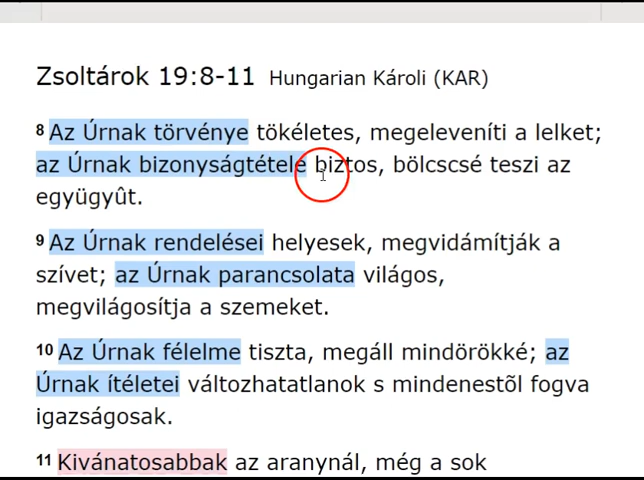 Zsoltárok 19:8-11 Hungarian Károli (KAR)
8 Az Úrnak törvénye tökéletes, megeleveníti a lelket;
az Úrnak bizonyságtétele biztos, bölcscsé teszi az
együgyût.
9 Az Úrnak rendelései helyesek, megvidámítják a
szívet; az Úrnak parancsolata világos,
megvilágosítja a szemeket.
10 Az Úrnak félelme tiszta, megáll mindörökké; az
Úrnak ítéletei változhatatlanok s mindenestõl fogva
igazságosak.
11 Kivánatosabbak az aranynál, még a sok